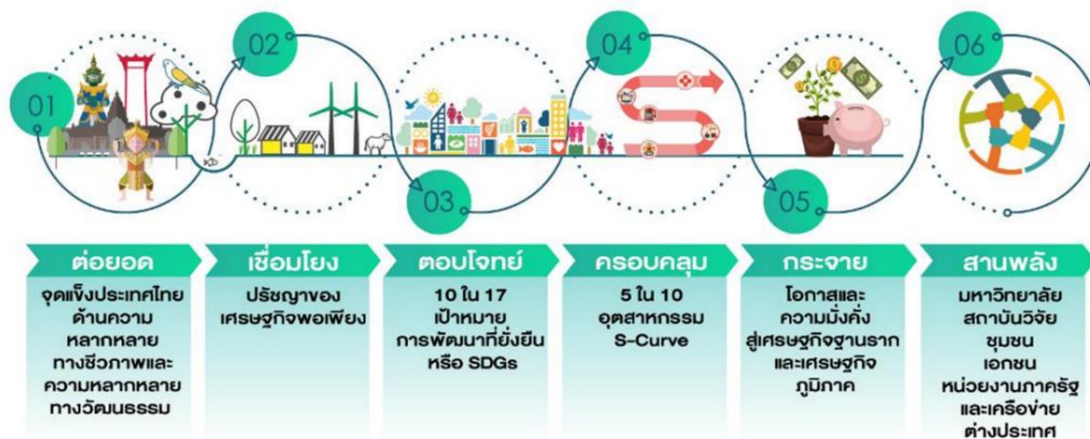 01
02
03
04
05
06
ต่อยอด
จุดแข็งประเทศไทย
ด้านความ
หลากหลาย
ทางชีวภาพและ
ความหลากหลาย
ทางวัฒนธรรม
เชื่อมโยง
ปรัชญาของ
เศรษฐกิจพอเพียง
ตอบโจทย์
10 ใน 17
เป้าหมาย
การพัฒนาที่ยั่งยืน
หรือ SDGs
ครอบคลุม
5 ใน 10
อุตสาหกรรม
S-Curve
กระจาย
โอกาสและ
ความมั่งคั่ง
สู่เศรษฐกิจฐานราก
และเศรษฐกิจ
ภูมิภาค
สานพลัง
มหาวิทยาลัย
สถาบันวิจัย
ชุมชน
เอกชน
หน่วยงานภาครัฐ
และเครือข่าย
ต่างประเทศ